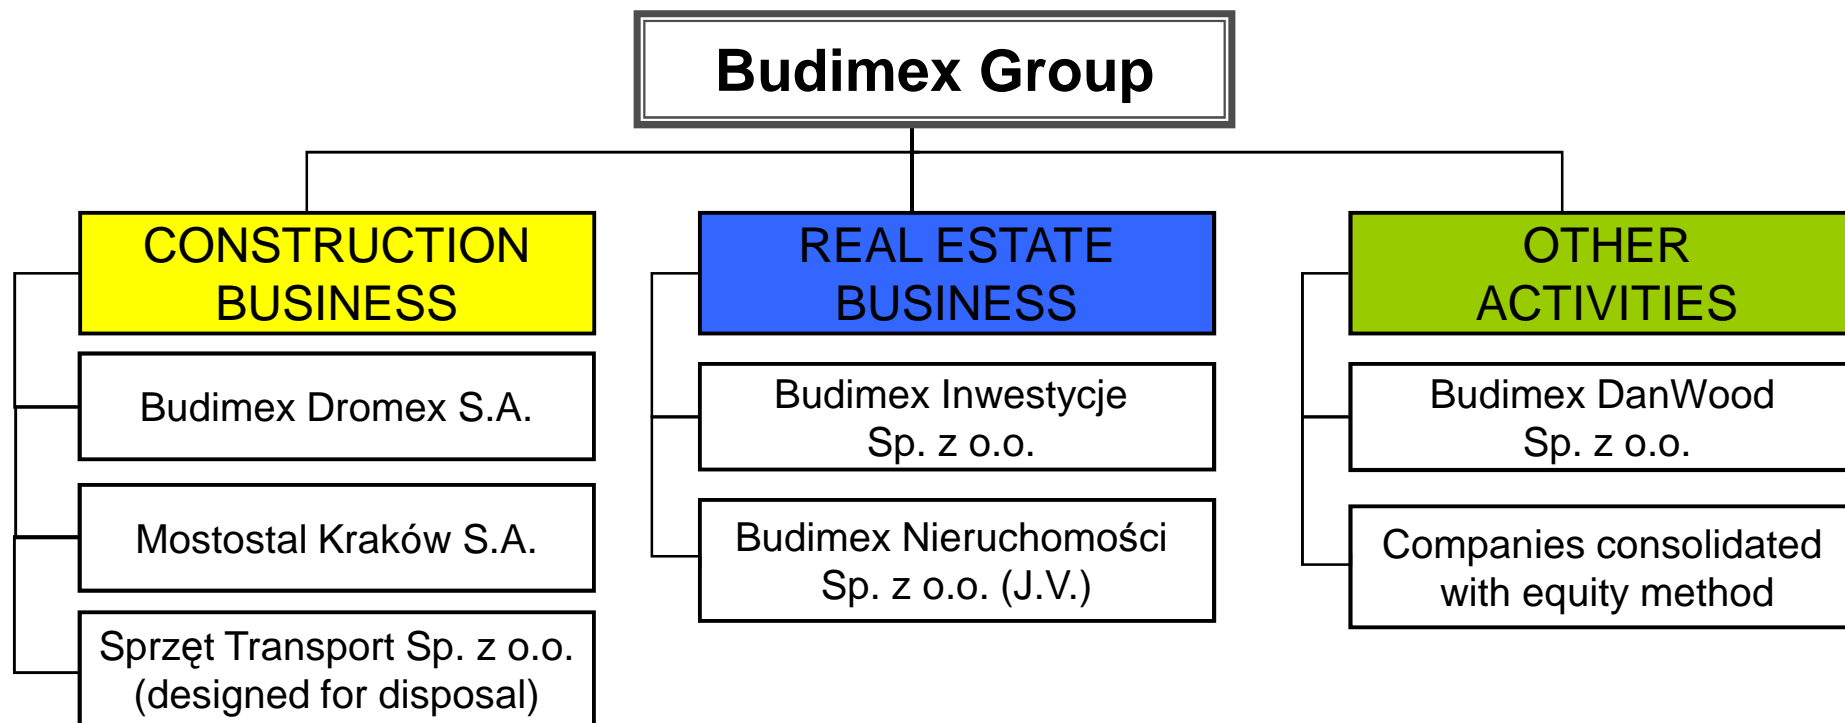 Budimex Group
CONSTRUCTION
BUSINESS
Budimex Dromex S.A.
Mostostal Kraków S.A.
Sprzęt Transport Sp. z o.o.
(designed for disposal)
REAL ESTATE
BUSINESS
Budimex Inwestycje
Sp. z o.o.
Budimex Nieruchomości
Sp. z o.o. (J.V.)
OTHER
ACTIVITIES
Budimex DanWood
Sp. z o.o.
Companies consolidated
with equity method